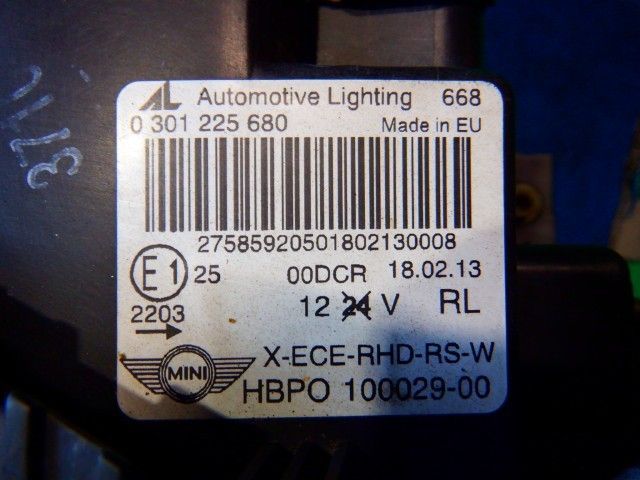 AL Automotive Lighting 668
0 301 225 680 Made in EU
27585920501802130008
E1 25 00DCR 18.02.13
2203 12 24 V RL
X-ECE-RHD-RS-W
MINI HBPO 100029-00